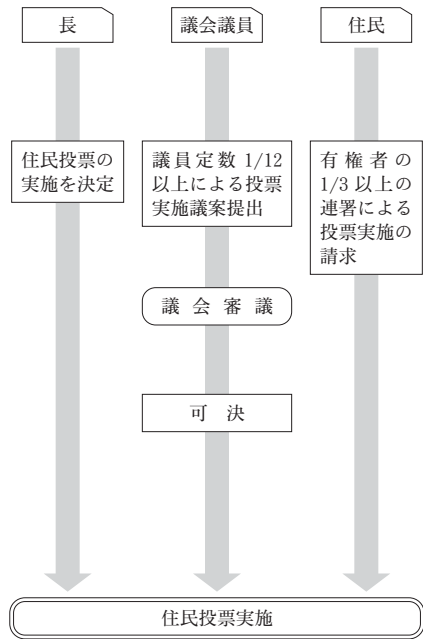 長
議会議員
住民
住民投票の
実施を決定
議員定数 1/12
以上による投票
実施議案提出
有権者の
1/3 以上の
連署による
投票実施の
請求
議会審議
可決
住民投票実施